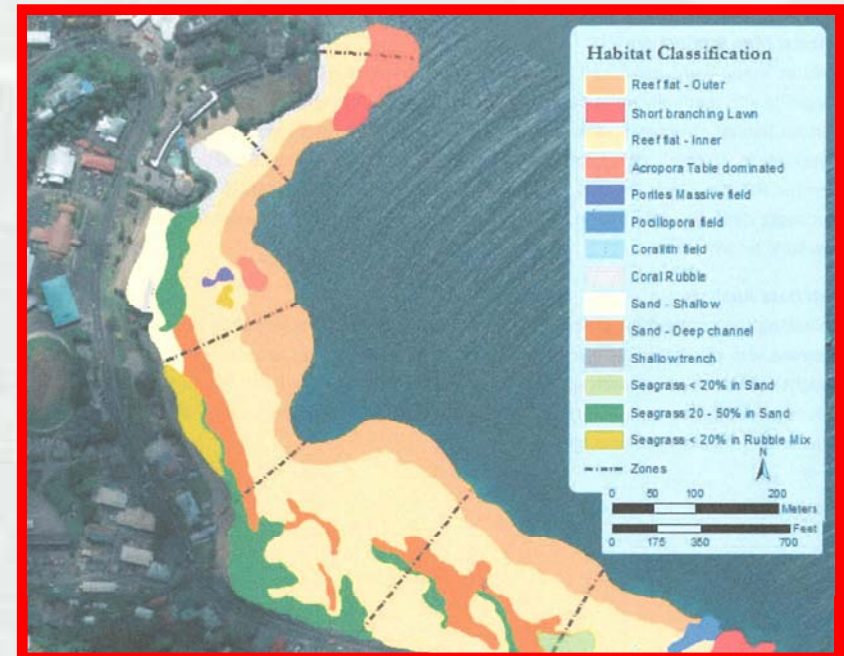 Habitat Classification
Reef flat - Outer
Short branching Lawn
Reef flat - Inner
Acropora Table dominated
Porites Massive field
Pocillopora field
Corallith field
Coral Rubble
Sand - Shallow
Sand - Deep channel
Shallow trench
Seagrass < 20% in Sand
Seagrass 20 - 50% in Sand
Seagrass < 20% in Rubble Mix
Zones
N
0 50 100 200
Meters
Feet
0 175 350 700